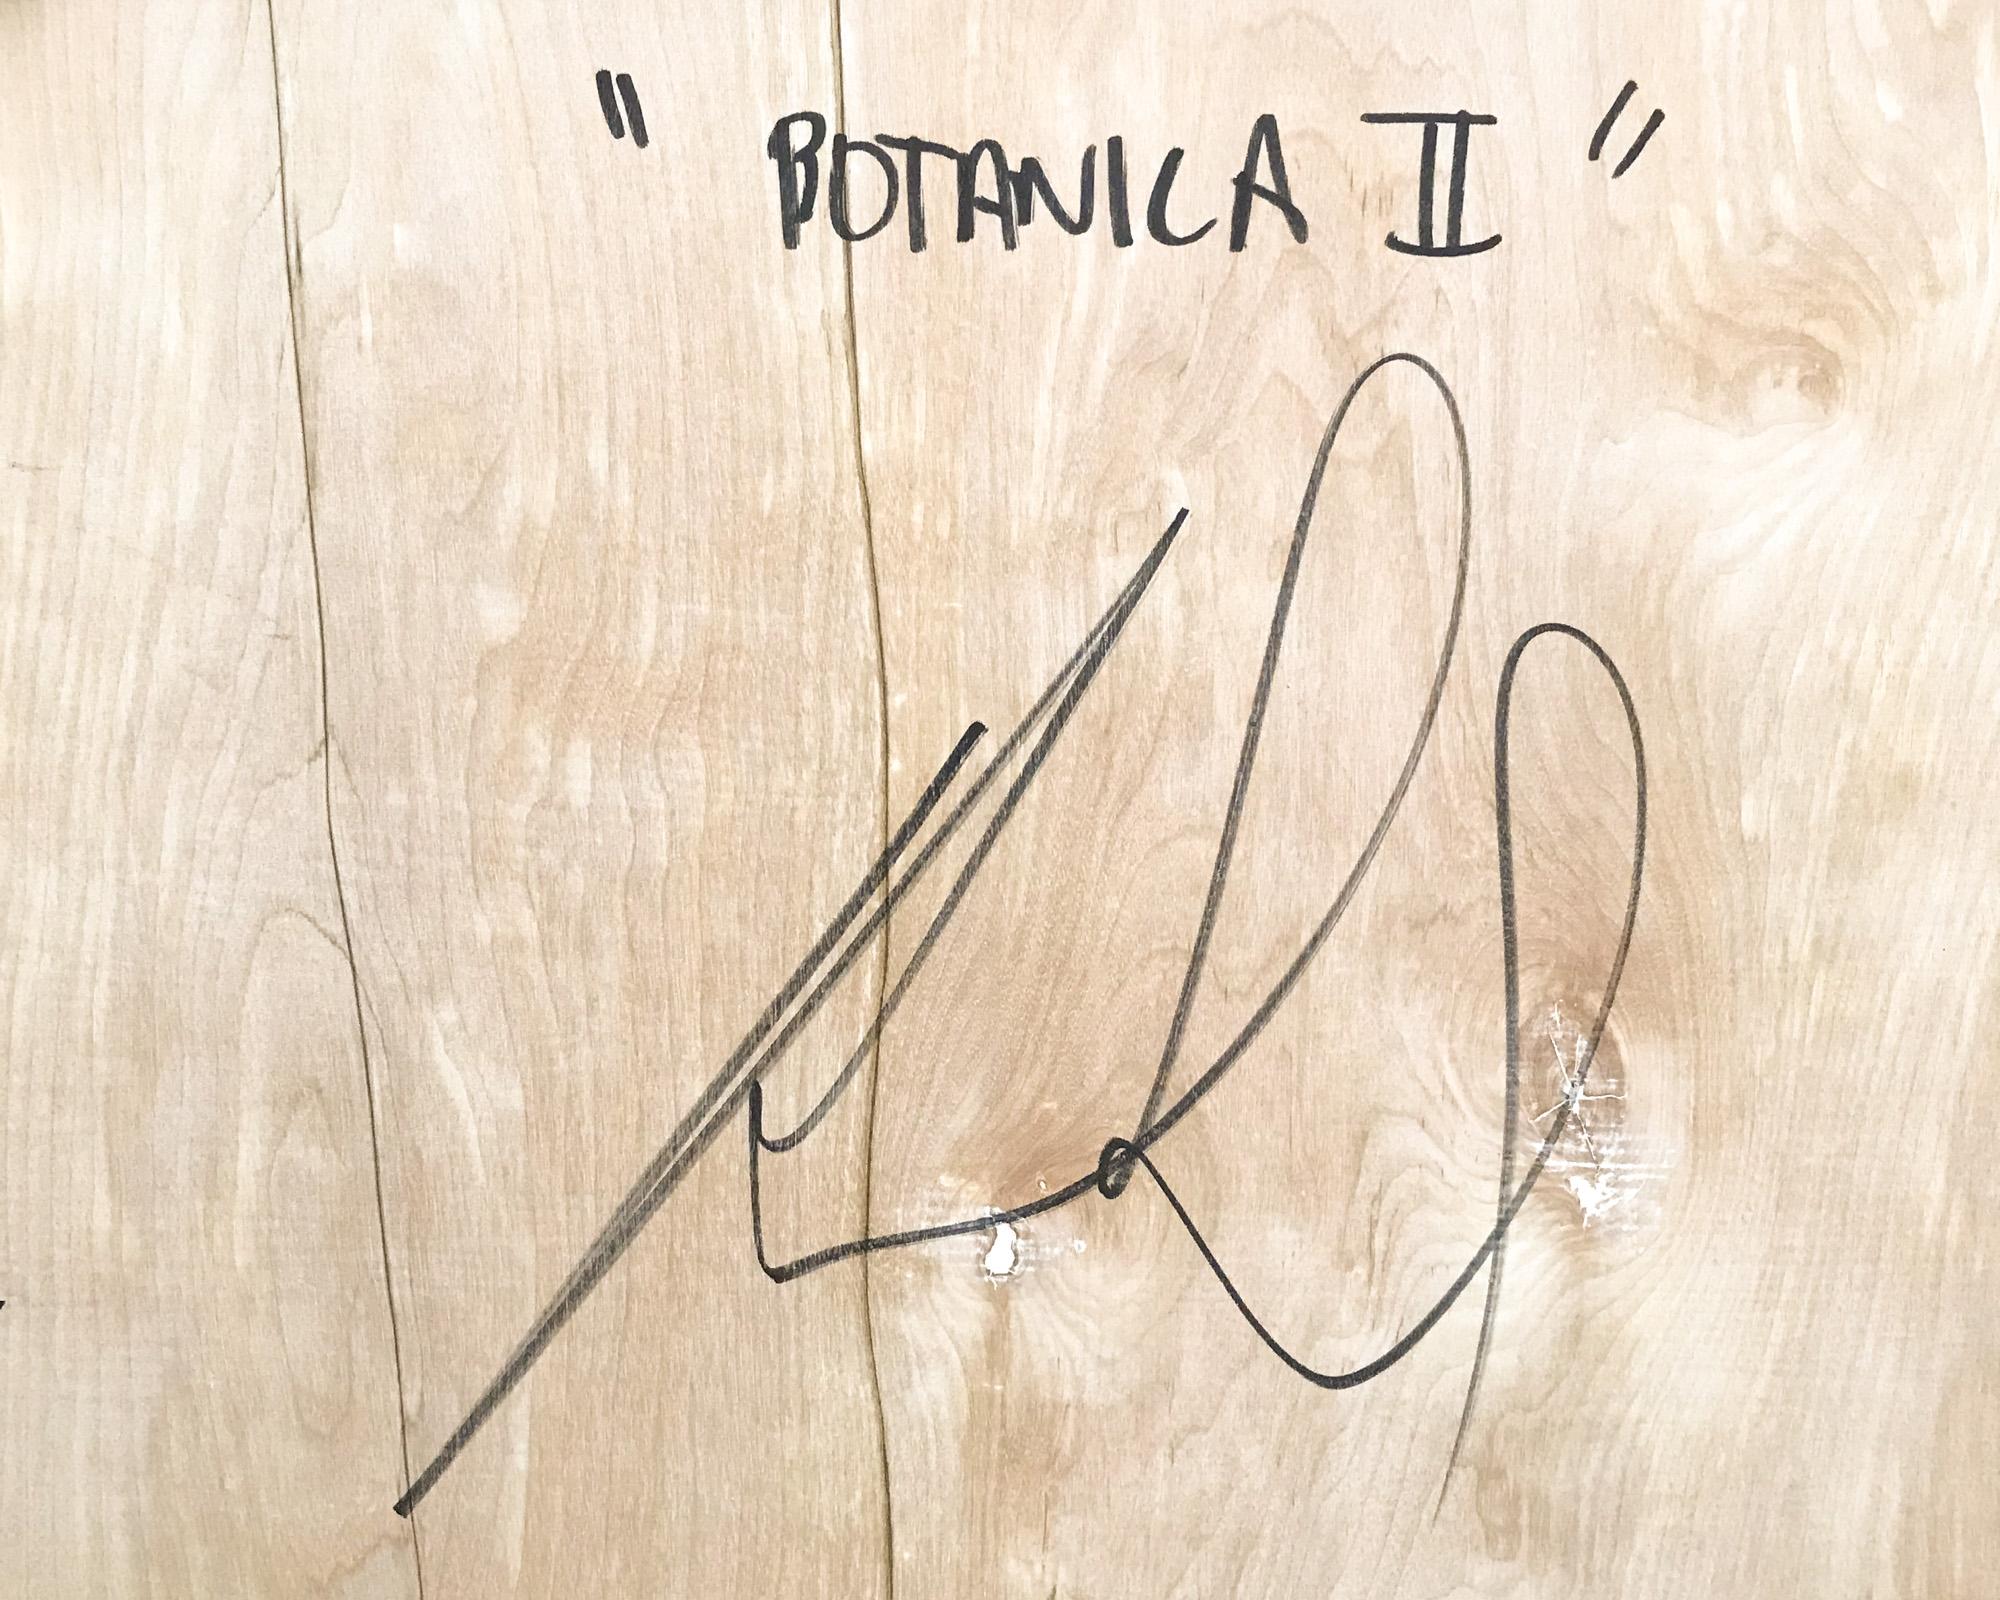 " BOTANICA II "